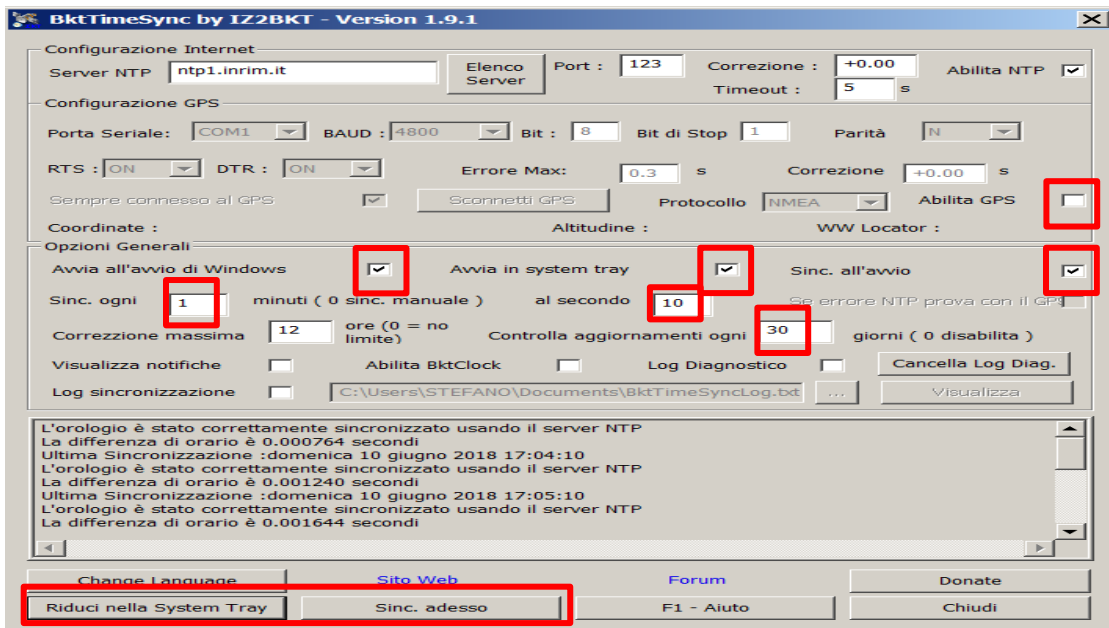 BktTimeSync by IZ2BKT - Version 1.9.1
Configurazione Internet
Server NTP ntp1.inrim.it Elenco Server Port : 123 Correzione : +0.00 Abilita NTP
Timeout : 5 s
Configurazione GPS
Porta Seriale: COM1 BAUD : 4800 Bit : 8 Bit di Stop 1 Parità N
RTS : ON DTR : ON Errore Max: 0.3 s Correzione +0.00 s
Sempre connesso al GPS Sconnetti GPS Protocollo NMEA Abilita GPS
Coordinate : Altitudine : WW Locator :
Opzioni Generali
Avvia all'avvio di Windows Avvia in system tray Sinc. all'avvio
Sinc. ogni 1 minuti ( 0 sinc. manuale ) al secondo 10 Se errore NTP prova con il GPS
Correzzione massima 12 ore (0 = no limite) Controlla aggiornamenti ogni 30 giorni ( 0 disabilita )
Visualizza notifiche Abilita BktClock Log Diagnostico Cancella Log Diag.
Log sincronizzazione C:\Users\STEFANO\Documents\BktTimeSyncLog.txt ... Visualizza
L'orologio è stato correttamente sincronizzato usando il server NTP
La differenza di orario è 0.000764 secondi
Ultima Sincronizzazione :domenica 10 giugno 2018 17:04:10
L'orologio è stato correttamente sincronizzato usando il server NTP
La differenza di orario è 0.001240 secondi
Ultima Sincronizzazione :domenica 10 giugno 2018 17:05:10
L'orologio è stato correttamente sincronizzato usando il server NTP
La differenza di orario è 0.001644 secondi
Change Language Sito Web Forum Donate
Riduci nella System Tray Sinc. adesso F1 - Aiuto Chiudi